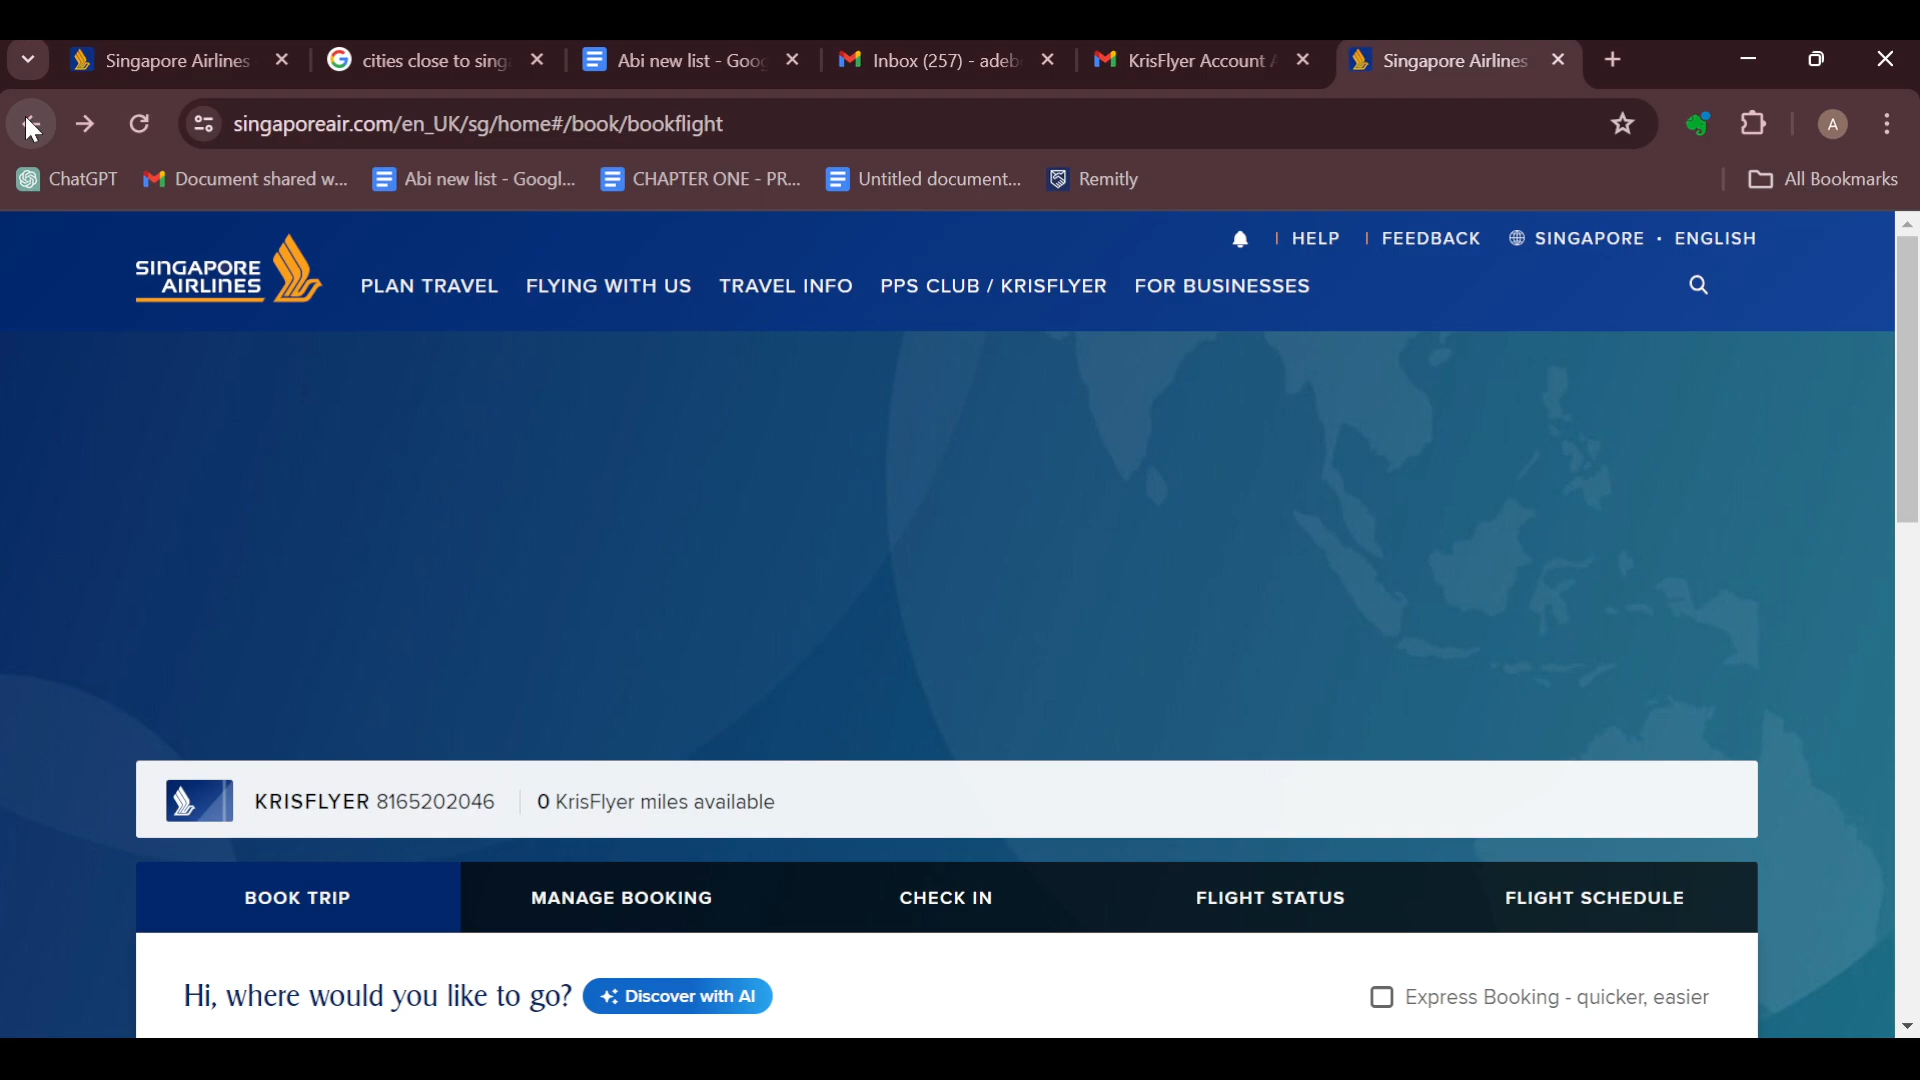 Singapore Airlines
cities close to sing
Abi new list - Goog
Inbox (257) - adeb
KrisFlyer Account A
Singapore Airlines
singaporeair.com/en_UK/sg/home#/book/bookflight
A
ChatGPT
Document shared w...
Abi new list - Googl...
CHAPTER ONE - PR...
Untitled document...
Remitly
All Bookmarks
HELP
FEEDBACK
SINGAPORE · ENGLISH
SINGAPORE
AIRLINES
PLAN TRAVEL
FLYING WITH US
TRAVEL INFO
PPS CLUB / KRISFLYER
FOR BUSINESSES
KRISFLYER 8165202046
0 KrisFlyer miles available
BOOK TRIP
MANAGE BOOKING
CHECK IN
FLIGHT STATUS
FLIGHT SCHEDULE
Hi, where would you like to go?
Discover with AI
Express Booking - quicker, easier